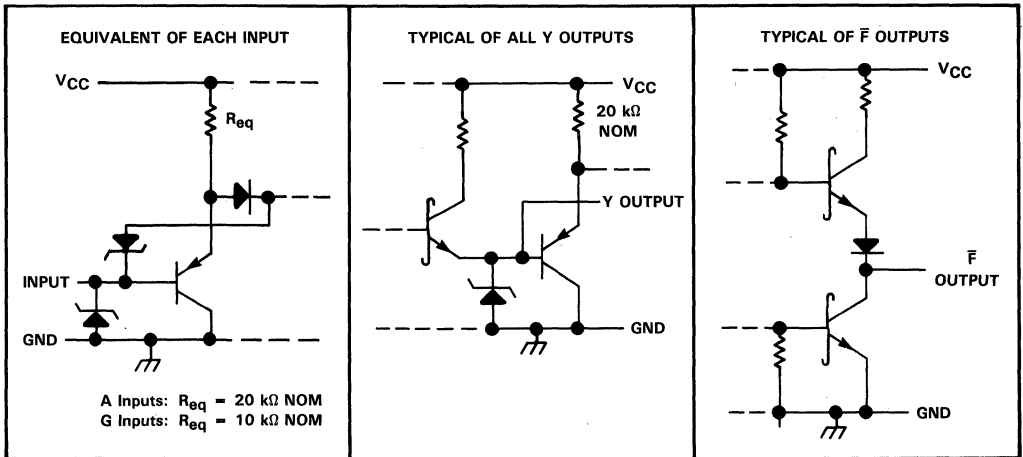 EQUIVALENT OF EACH INPUT
VCC
Req
INPUT
GND
A Inputs: Req = 20 kΩ NOM
G Inputs: Req = 10 kΩ NOM
TYPICAL OF ALL Y OUTPUTS
VCC
20 kΩ
NOM
Y OUTPUT
GND
TYPICAL OF F̅ OUTPUTS
VCC
F̅
OUTPUT
GND